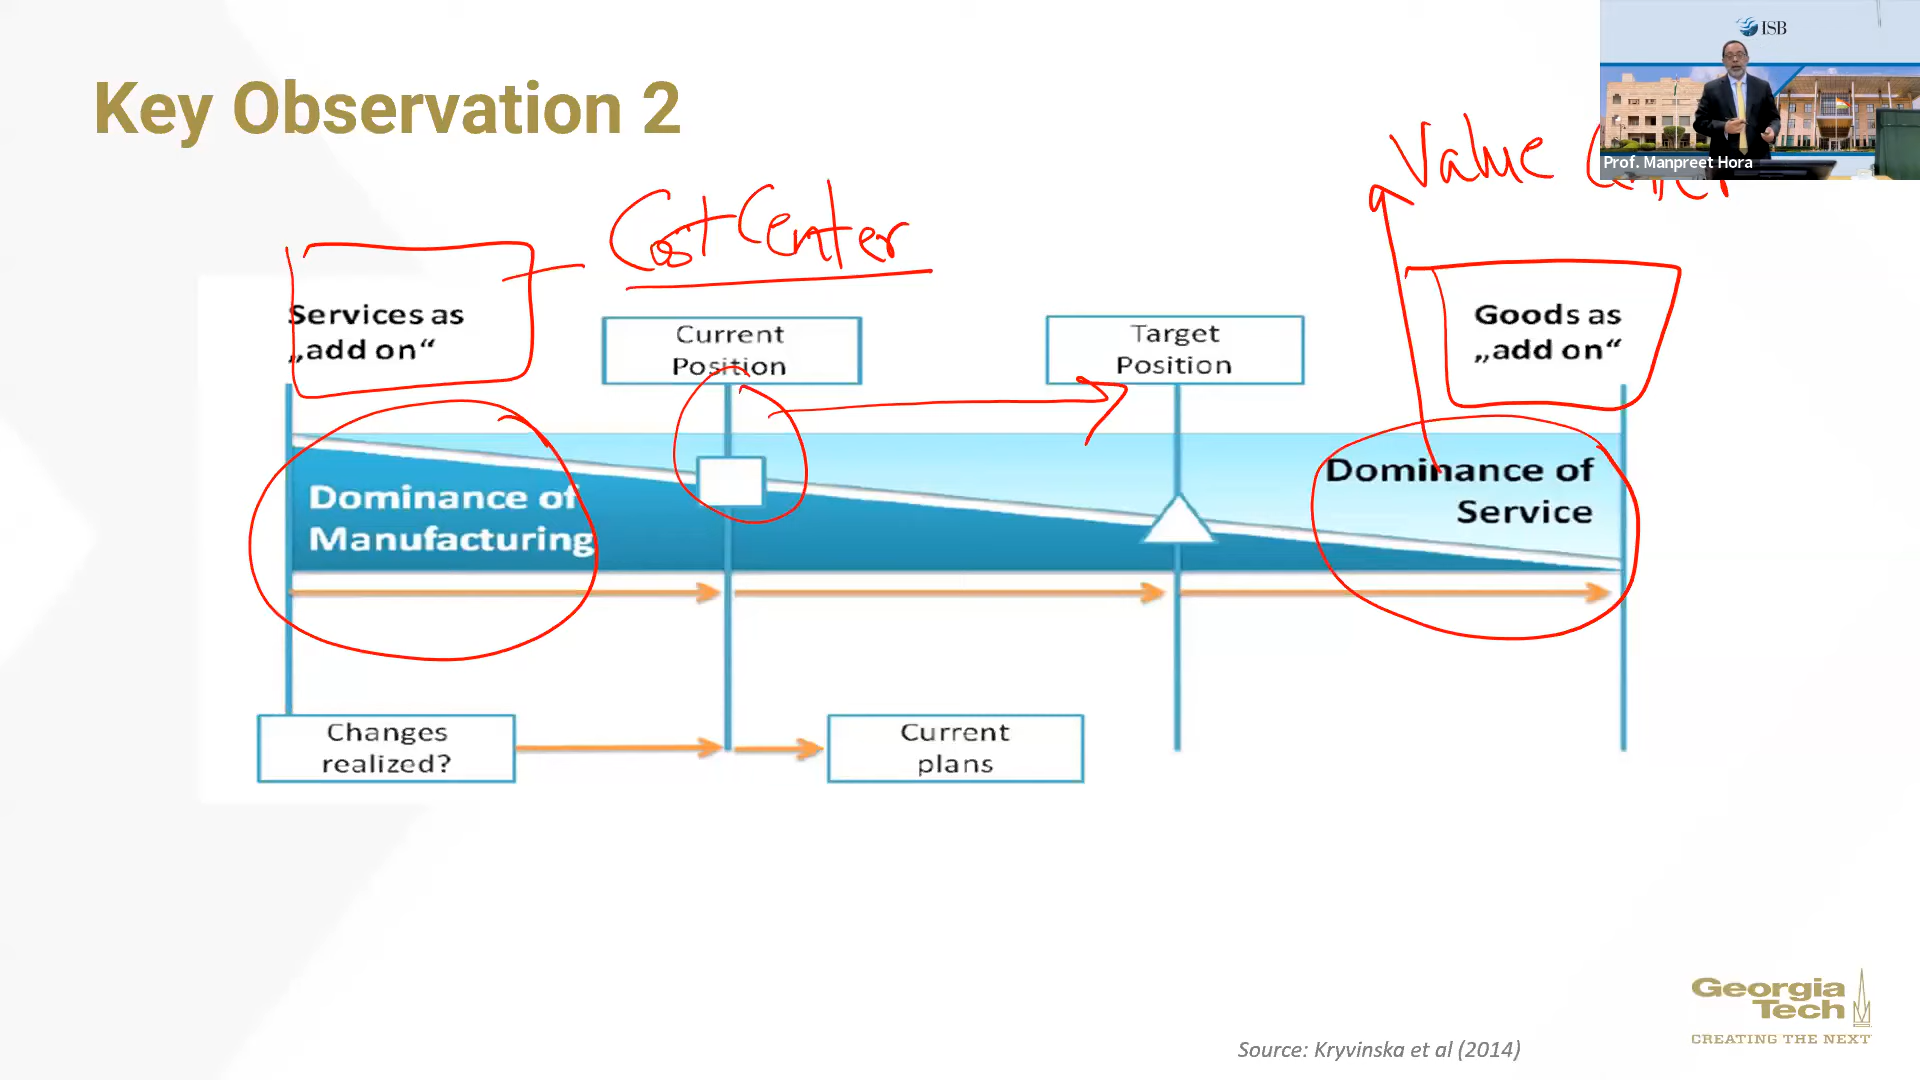 ISB
Key Observation 2
Value
Prof. Manpreet Hora
Cost Center
Services as
„add on“
Current
Position
Target
Position
Goods as
„add on“
Dominance of
Manufacturing
Dominance of
Service
Changes
realized?
Current
plans
Georgia
Tech
CREATING THE NEXT
Source: Kryvinska et al (2014)